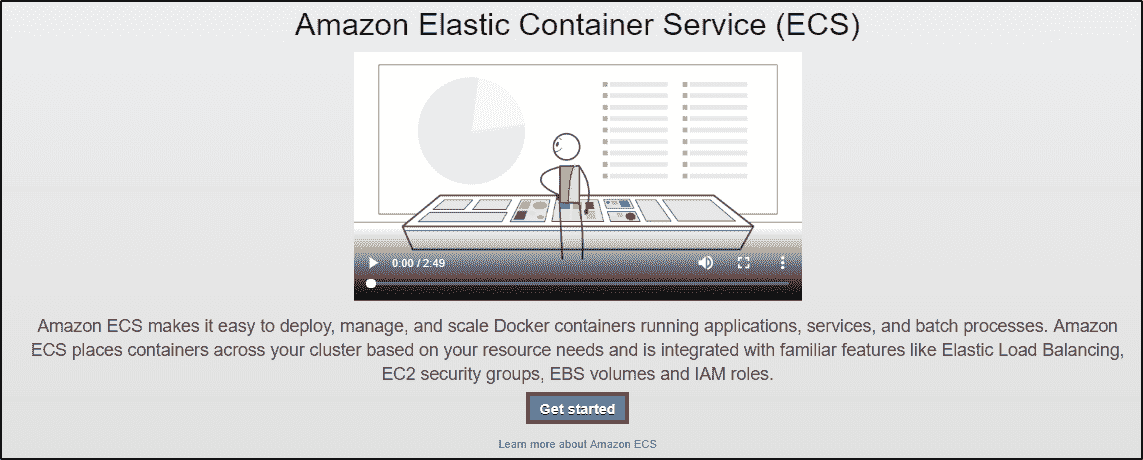 Amazon Elastic Container Service (ECS)
0:00 / 2:49
Amazon ECS makes it easy to deploy, manage, and scale Docker containers running applications, services, and batch processes. Amazon
ECS places containers across your cluster based on your resource needs and is integrated with familiar features like Elastic Load Balancing,
EC2 security groups, EBS volumes and IAM roles.
Get started
Learn more about Amazon ECS